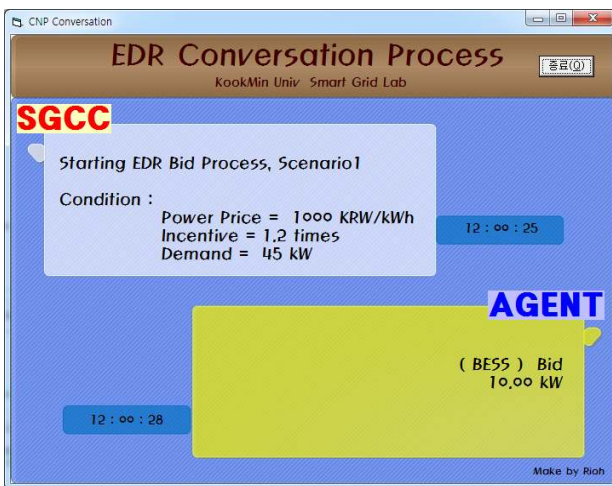 CNP Conversation
EDR Conversation Process
KookMin Univ Smart Grid Lab
종료(Q)
SGCC
Starting EDR Bid Process, Scenario1
Condition :
Power Price = 1000 KRW/kWh
Incentive = 1.2 times
Demand = 45 kW
12 : 00 : 25
AGENT
( BESS ) Bid
10.00 kW
12 : 00 : 28
Make by Rioh